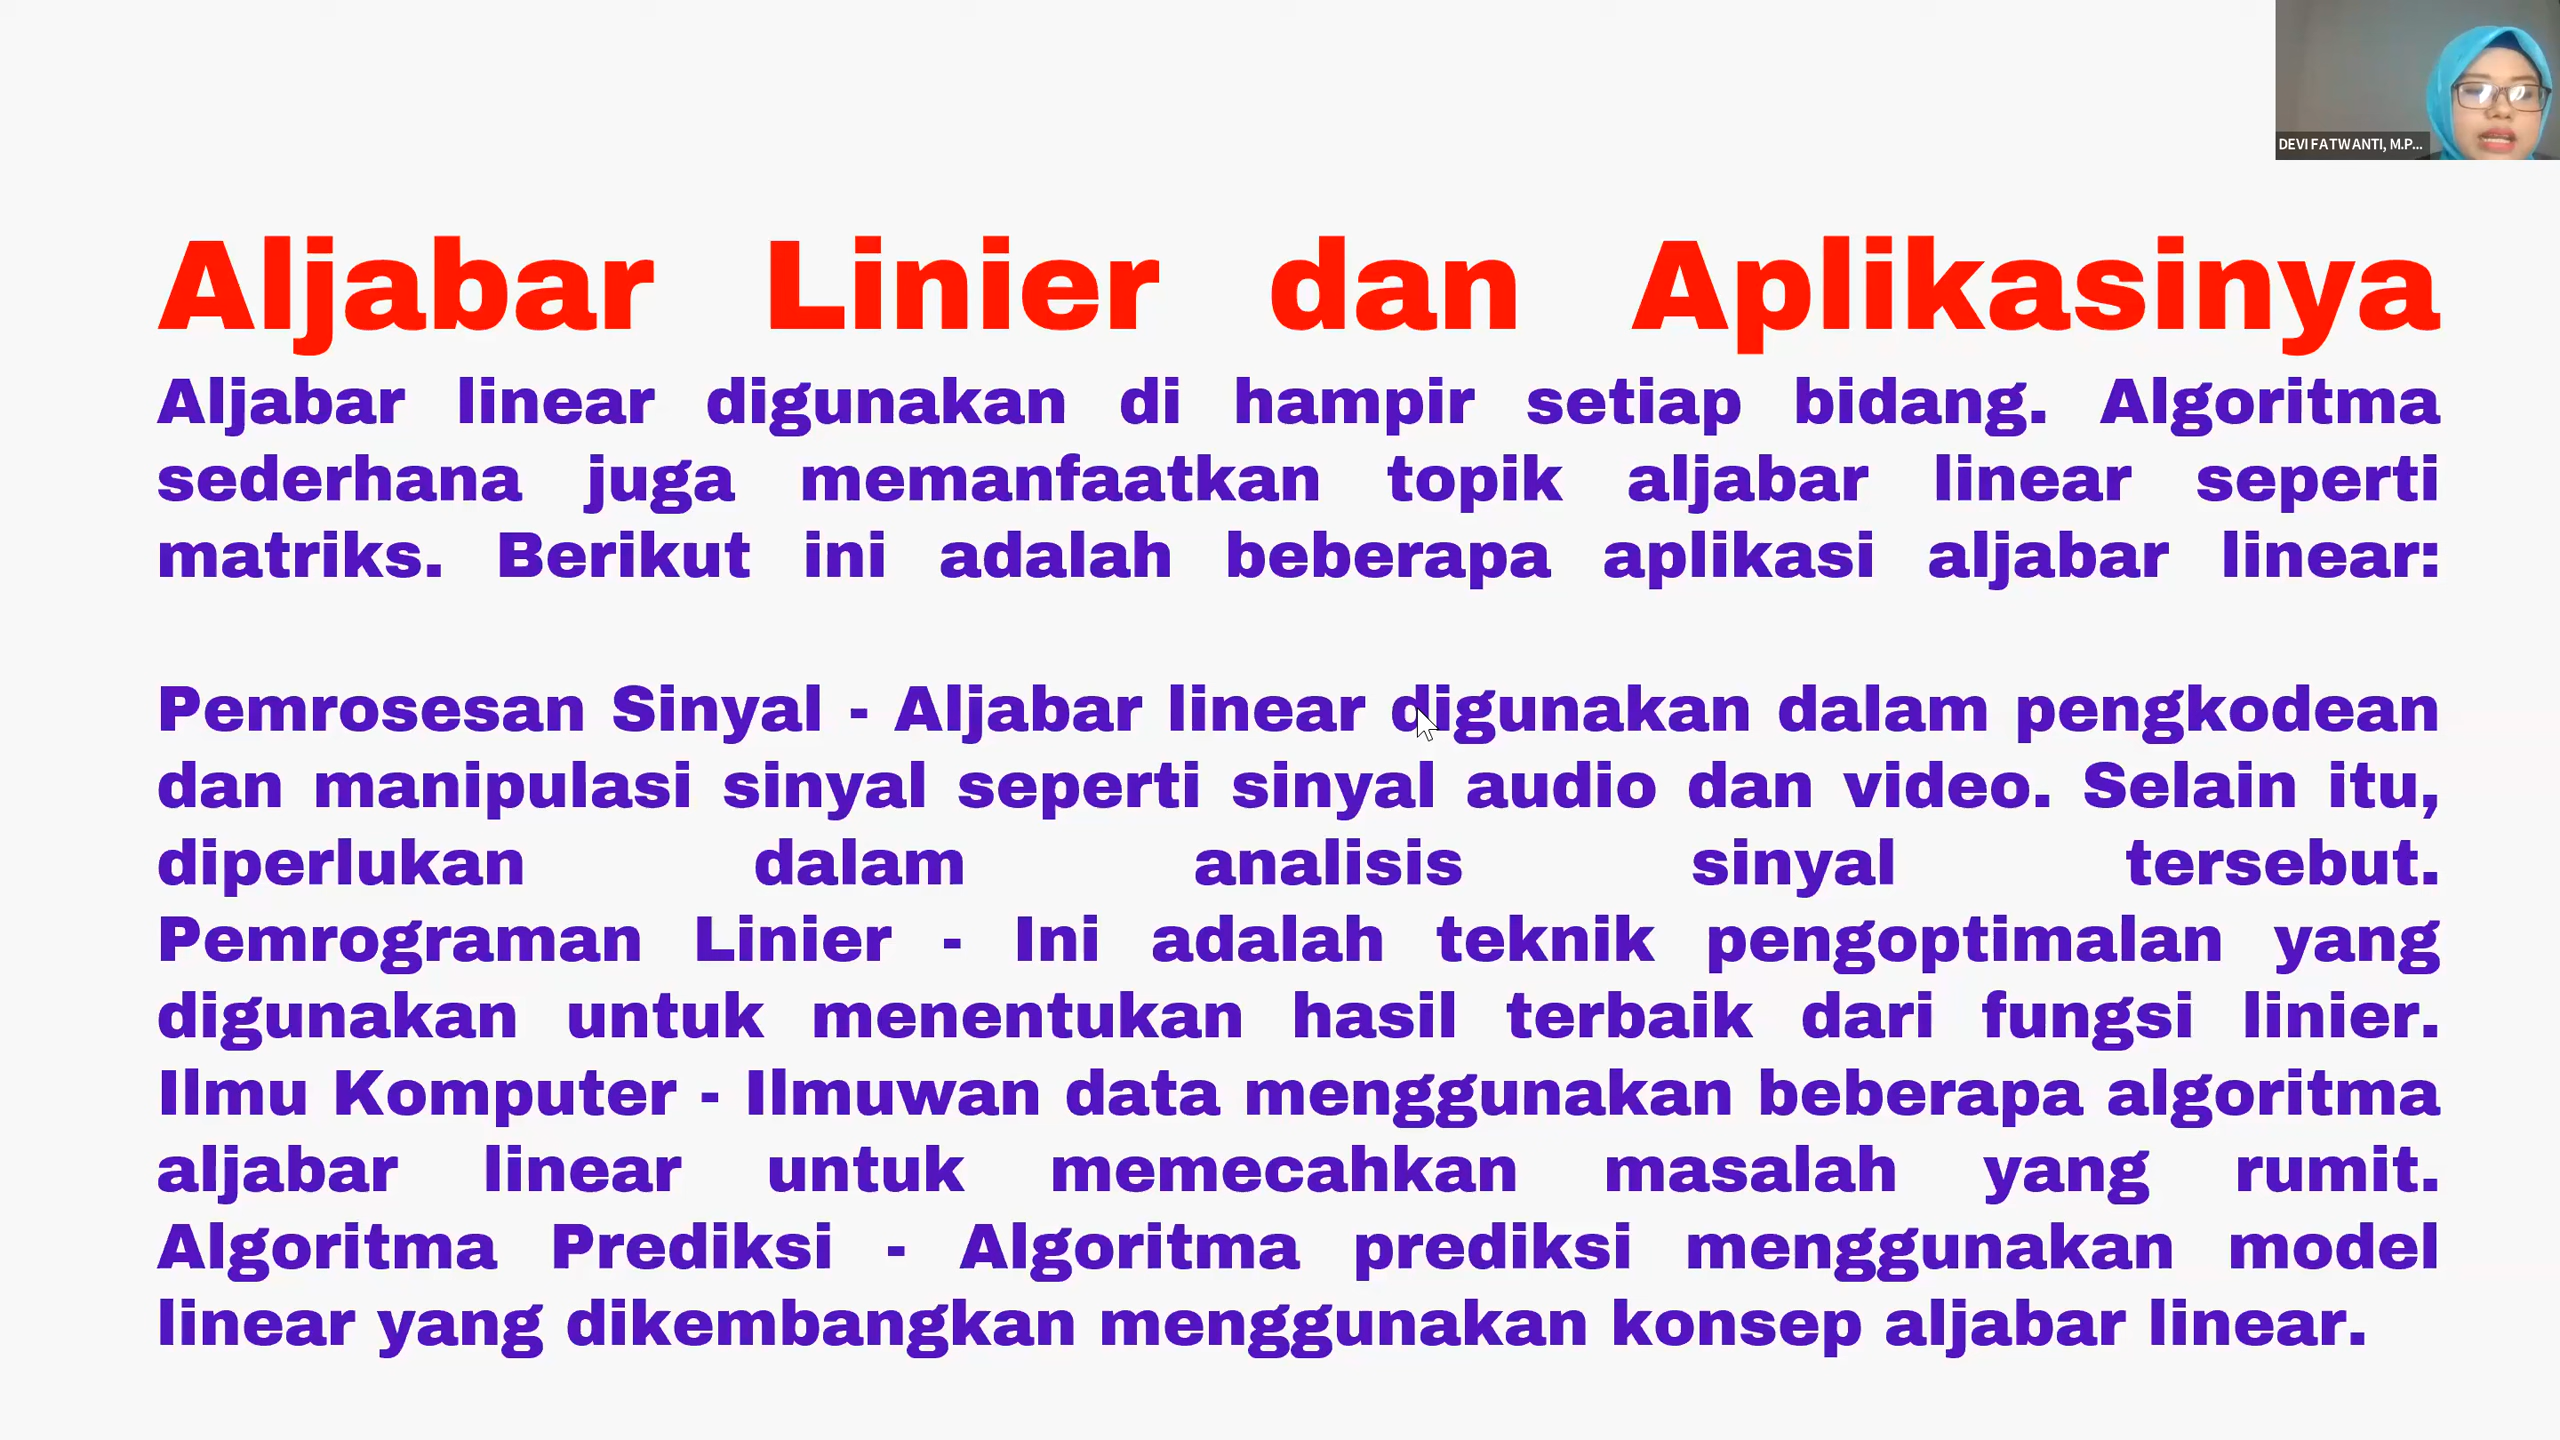 DEVI FATWANTI, M.P...
Aljabar Linier dan Aplikasinya
Aljabar linear digunakan di hampir setiap bidang. Algoritma
sederhana juga memanfaatkan topik aljabar linear seperti
matriks. Berikut ini adalah beberapa aplikasi aljabar linear:
Pemrosesan Sinyal - Aljabar linear digunakan dalam pengkodean
dan manipulasi sinyal seperti sinyal audio dan video. Selain itu,
diperlukan dalam analisis sinyal tersebut.
Pemrograman Linier - Ini adalah teknik pengoptimalan yang
digunakan untuk menentukan hasil terbaik dari fungsi linier.
Ilmu Komputer - Ilmuwan data menggunakan beberapa algoritma
aljabar linear untuk memecahkan masalah yang rumit.
Algoritma Prediksi - Algoritma prediksi menggunakan model
linear yang dikembangkan menggunakan konsep aljabar linear.